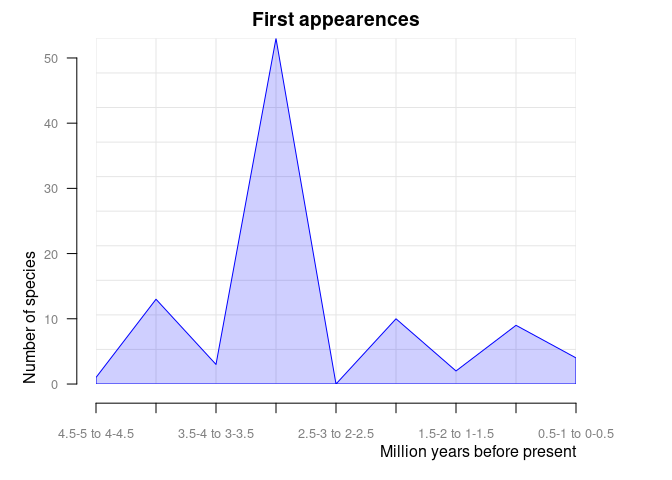 First appearences
50
40
30
20
10
0
Number of species
4.5-5 to 4-4.5 3.5-4 to 3-3.5 2.5-3 to 2-2.5 1.5-2 to 1-1.5 0.5-1 to 0-0.5
Million years before present